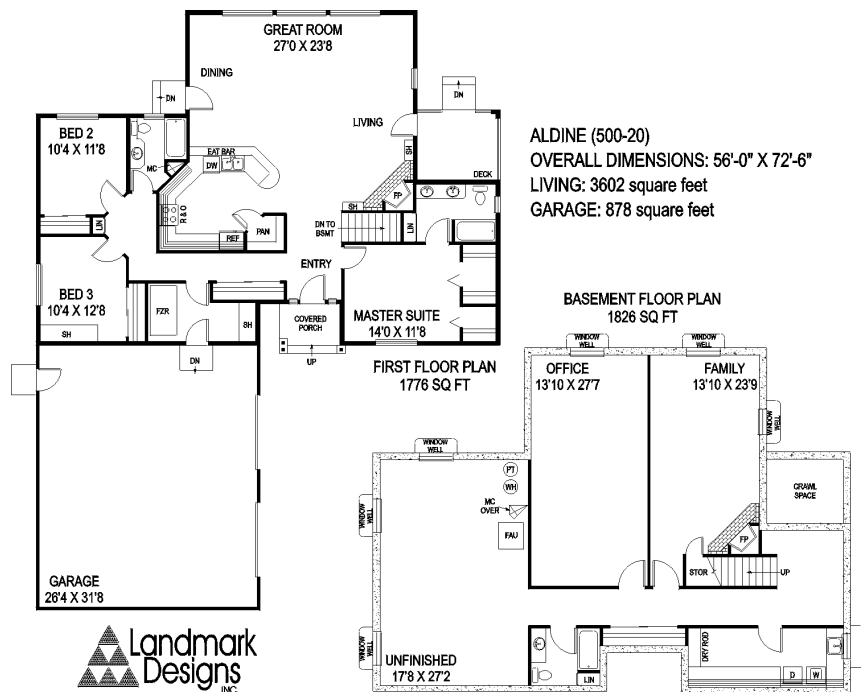 GREAT ROOM
27'0 X 23'8
DINING
DN
DN
LIVING
BED 2
10'4 X 11'8
EAT BAR
DW
MC
SH
DECK
FP
R & O
LIN
SH
DN TO
BSMT
LIN
REF
PAN
ENTRY
BED 3
10'4 X 12'8
FZR
SH
SH
COVERED
PORCH
MASTER SUITE
14'0 X 11'8
DN
UP
FIRST FLOOR PLAN
1776 SQ FT
GARAGE
26'4 X 31'8
ALDINE (500-20)
OVERALL DIMENSIONS: 56'-0" X 72'-6"
LIVING: 3602 square feet
GARAGE: 878 square feet
BASEMENT FLOOR PLAN
1826 SQ FT
WINDOW
WELL
WINDOW
WELL
OFFICE
13'10 X 27'7
FAMILY
13'10 X 23'9
WINDOW
WELL
WINDOW
WELL
PT
WH
CRAWL
SPACE
WINDOW
WELL
MC
OVER
FAU
FP
STOR
UP
WINDOW
WELL
UNFINISHED
17'8 X 27'2
LIN
DRY ROD
D
W
Landmark
Designs
INC.